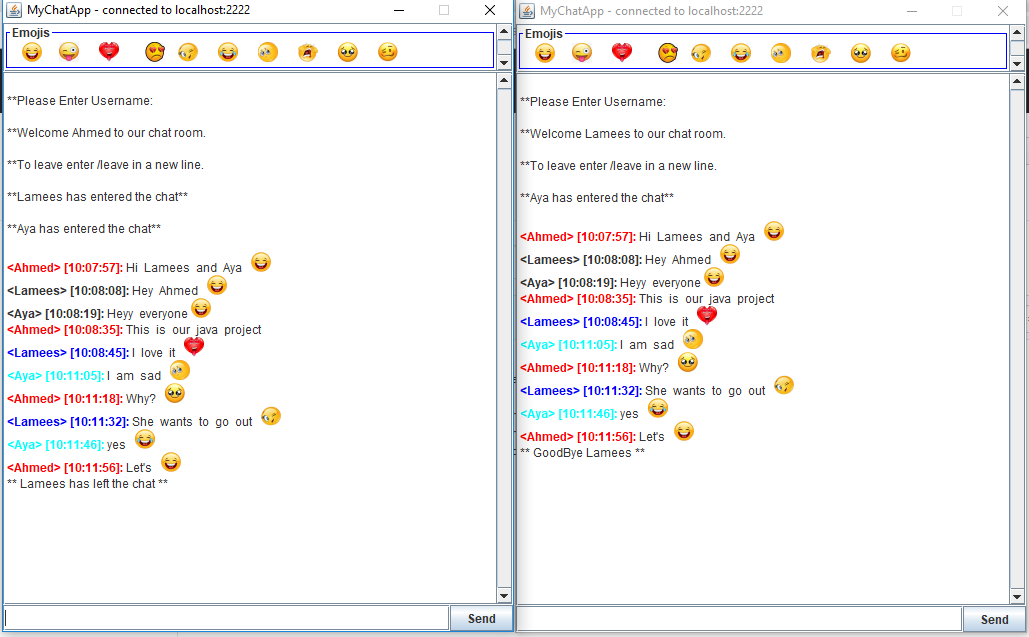 MyChatApp - connected to localhost:2222
Emojis
**Please Enter Username:
**Welcome Ahmed to our chat room.
**To leave enter /leave in a new line.
**Lamees has entered the chat**
**Aya has entered the chat**
<Ahmed> [10:07:57]: Hi Lamees and Aya
<Lamees> [10:08:08]: Hey Ahmed
<Aya> [10:08:19]: Heyy everyone
<Ahmed> [10:08:35]: This is our java project
<Lamees> [10:08:45]: I love it
<Aya> [10:11:05]: I am sad
<Ahmed> [10:11:18]: Why?
<Lamees> [10:11:32]: She wants to go out
<Aya> [10:11:46]: yes
<Ahmed> [10:11:56]: Let's
** Lamees has left the chat **
Send
MyChatApp - connected to localhost:2222
Emojis
**Please Enter Username:
**Welcome Lamees to our chat room.
**To leave enter /leave in a new line.
**Aya has entered the chat**
<Ahmed> [10:07:57]: Hi Lamees and Aya
<Lamees> [10:08:08]: Hey Ahmed
<Aya> [10:08:19]: Heyy everyone
<Ahmed> [10:08:35]: This is our java project
<Lamees> [10:08:45]: I love it
<Aya> [10:11:05]: I am sad
<Ahmed> [10:11:18]: Why?
<Lamees> [10:11:32]: She wants to go out
<Aya> [10:11:46]: yes
<Ahmed> [10:11:56]: Let's
** GoodBye Lamees **
Send